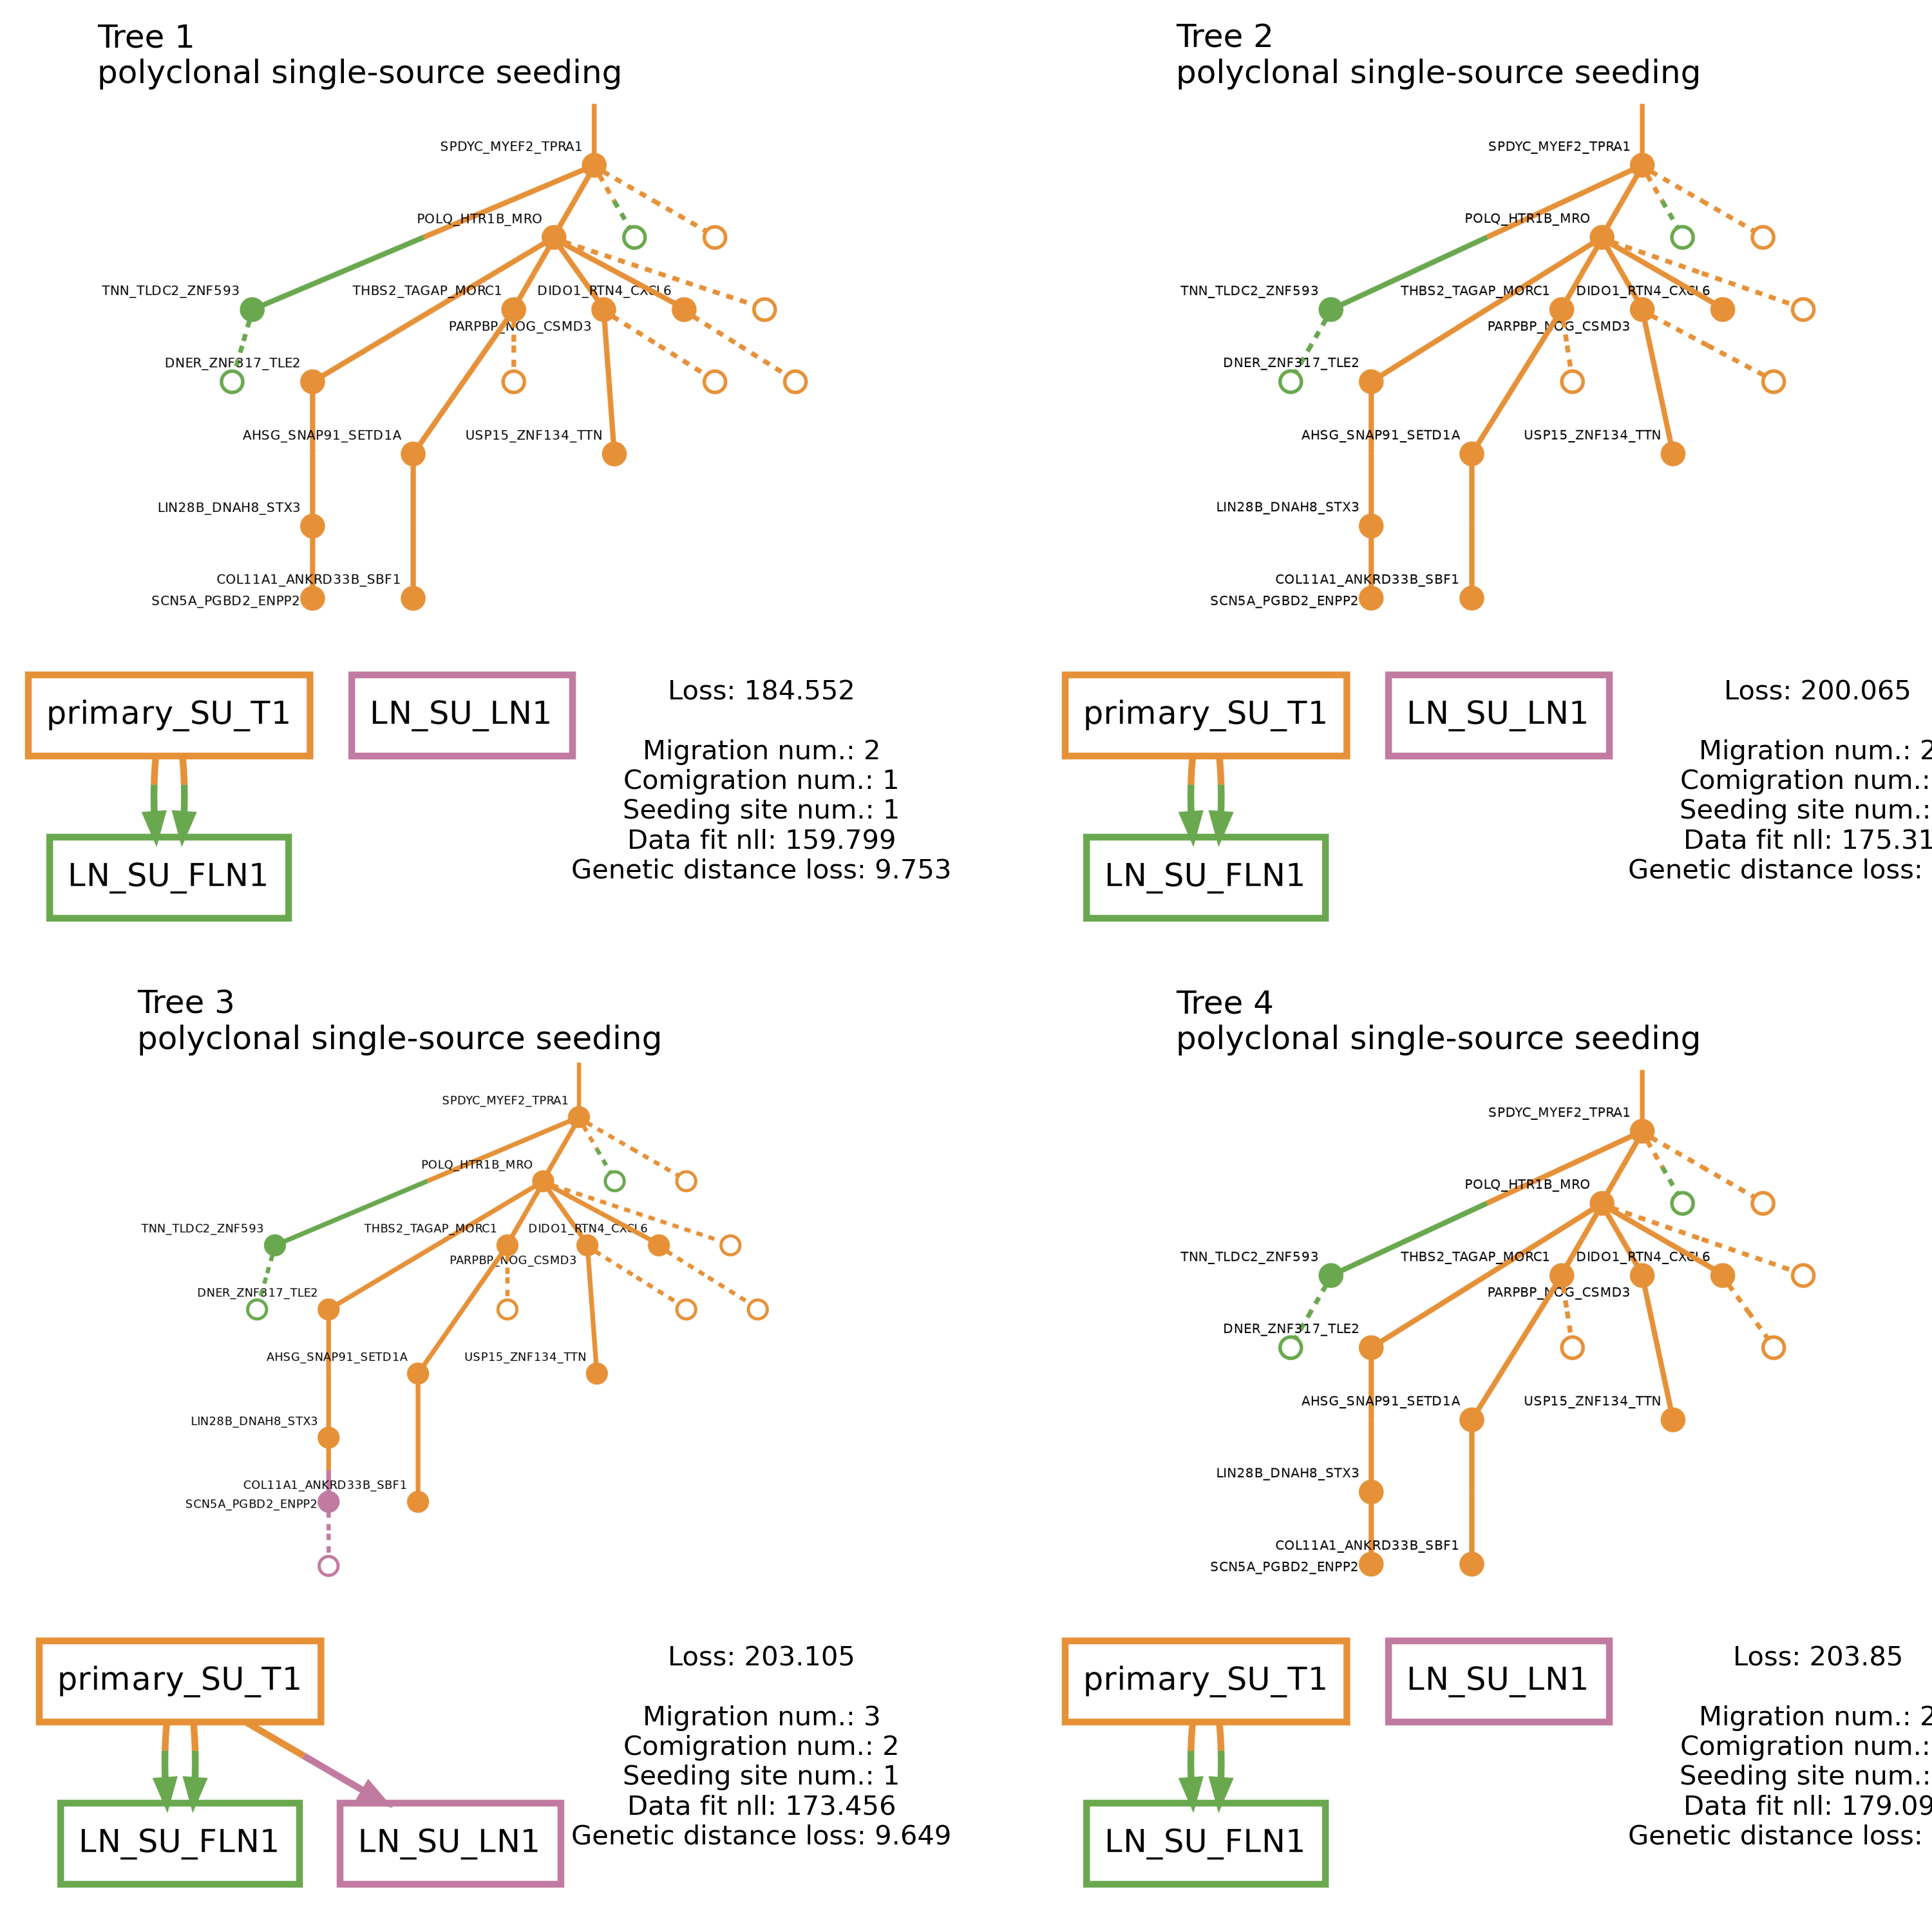 Tree 1
polyclonal single-source seeding
SPDYC_MYEF2_TPRA1
POLQ_HTR1B_MRO
TNN_TLDC2_ZNF593
THBS2_TAGAP_MORC1
DIDO1_RTN4_CXCL6
PARPBP_NOG_CSMD3
DNER_ZNF317_TLE2
AHSG_SNAP91_SETD1A
USP15_ZNF134_TTN
LIN28B_DNAH8_STX3
COL11A1_ANKRD33B_SBF1
SCN5A_PGBD2_ENPP2
primary_SU_T1
LN_SU_LN1
LN_SU_FLN1
Loss: 184.552
Migration num.: 2
Comigration num.: 1
Seeding site num.: 1
Data fit nll: 159.799
Genetic distance loss: 9.753
Tree 2
polyclonal single-source seeding
SPDYC_MYEF2_TPRA1
POLQ_HTR1B_MRO
TNN_TLDC2_ZNF593
THBS2_TAGAP_MORC1
DIDO1_RTN4_CXCL6
PARPBP_NOG_CSMD3
DNER_ZNF317_TLE2
AHSG_SNAP91_SETD1A
USP15_ZNF134_TTN
LIN28B_DNAH8_STX3
COL11A1_ANKRD33B_SBF1
SCN5A_PGBD2_ENPP2
primary_SU_T1
LN_SU_LN1
LN_SU_FLN1
Loss: 200.065
Migration num.: 2
Comigration num.:
Seeding site num.:
Data fit nll: 175.31
Genetic distance loss:
Tree 3
polyclonal single-source seeding
SPDYC_MYEF2_TPRA1
POLQ_HTR1B_MRO
TNN_TLDC2_ZNF593
THBS2_TAGAP_MORC1
DIDO1_RTN4_CXCL6
PARPBP_NOG_CSMD3
DNER_ZNF317_TLE2
AHSG_SNAP91_SETD1A
USP15_ZNF134_TTN
LIN28B_DNAH8_STX3
COL11A1_ANKRD33B_SBF1
SCN5A_PGBD2_ENPP2
primary_SU_T1
LN_SU_FLN1
LN_SU_LN1
Loss: 203.105
Migration num.: 3
Comigration num.: 2
Seeding site num.: 1
Data fit nll: 173.456
Genetic distance loss: 9.649
Tree 4
polyclonal single-source seeding
SPDYC_MYEF2_TPRA1
POLQ_HTR1B_MRO
TNN_TLDC2_ZNF593
THBS2_TAGAP_MORC1
DIDO1_RTN4_CXCL6
PARPBP_NOG_CSMD3
DNER_ZNF317_TLE2
AHSG_SNAP91_SETD1A
USP15_ZNF134_TTN
LIN28B_DNAH8_STX3
COL11A1_ANKRD33B_SBF1
SCN5A_PGBD2_ENPP2
primary_SU_T1
LN_SU_LN1
LN_SU_FLN1
Loss: 203.85
Migration num.: 2
Comigration num.:
Seeding site num.:
Data fit nll: 179.09
Genetic distance loss: